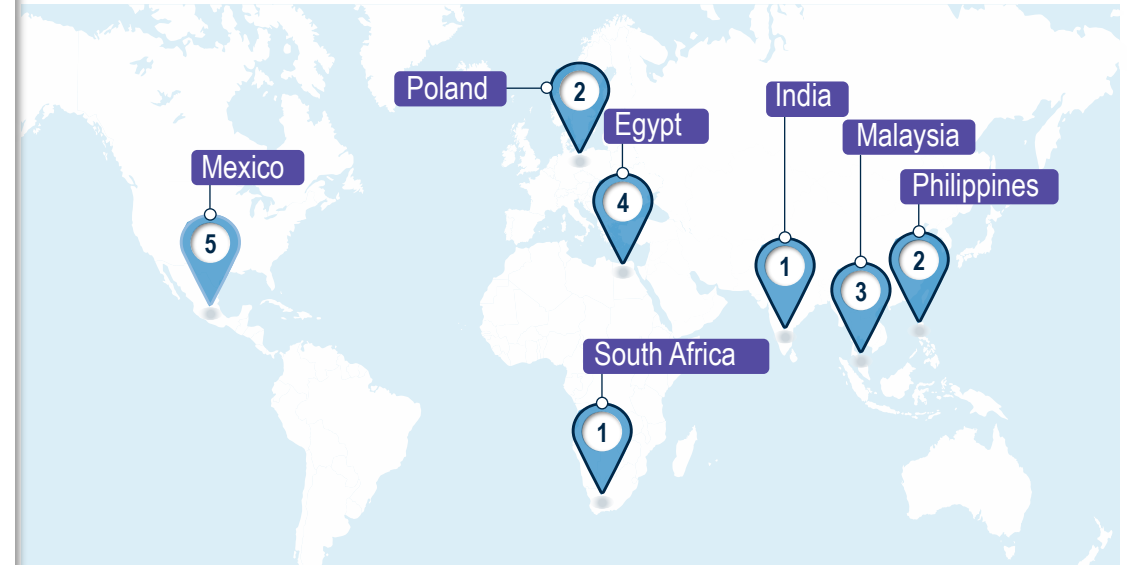 Poland
2
India
Egypt
Malaysia
Mexico
Philippines
4
5
1
3
2
South Africa
1